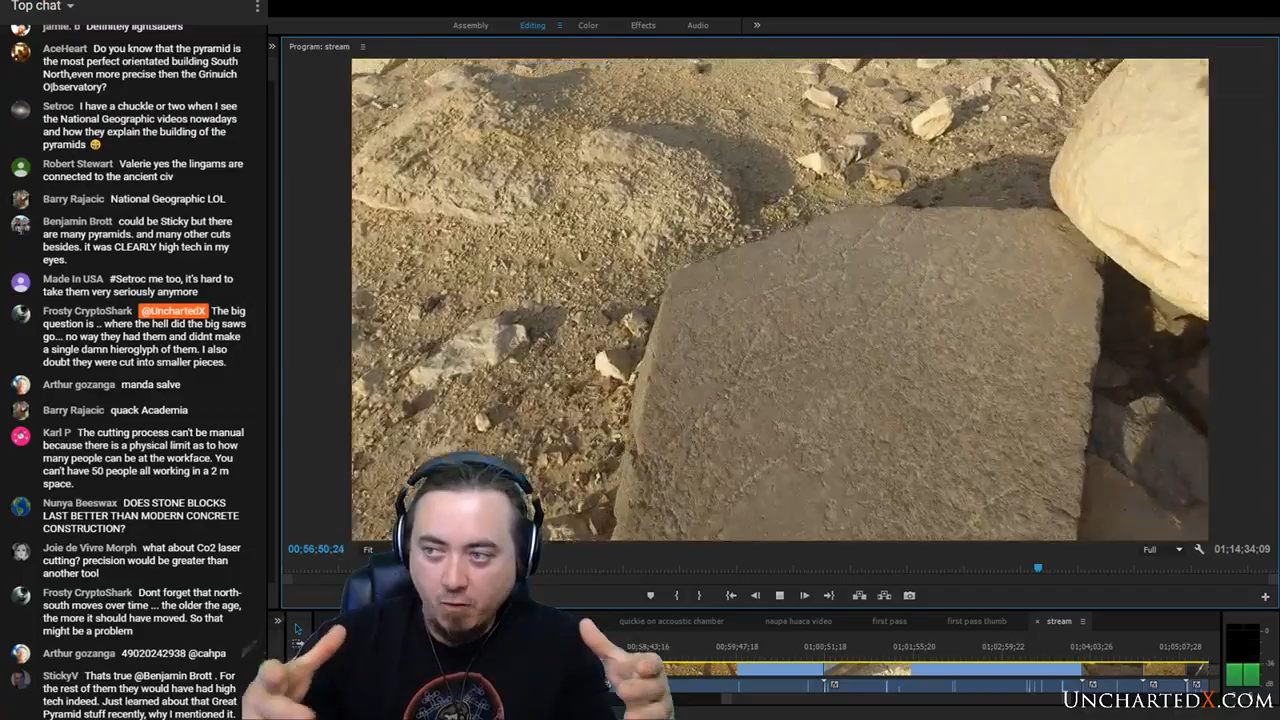 Top chat
jamie. b Definitely lightsabers
AceHeart Do you know that the pyramid is
the most perfect orientated building South
North,even more precise then the Grinuich
O|bservatory?
Setroc I have a chuckle or two when I see
the National Geographic videos nowadays
and how they explain the building of the
pyramids 😄
Robert Stewart Valerie yes the lingams are
connected to the ancient civ
Barry Rajacic National Geographic LOL
Benjamin Brott could be Sticky but there
are many pyramids. and many other cuts
besides. it was CLEARLY high tech in my
eyes.
Made In USA #Setroc me too, it's hard to
take them very seriously anymore
Frosty CryptoShark @UnchartedX The big
question is .. where the hell did the big saws
go... no way they had them and didnt make
a single damn hieroglyph of them. I also
doubt they were cut into smaller pieces.
Arthur gozanga manda salve
Barry Rajacic quack Academia
Karl P The cutting process can't be manual
because there is a physical limit as to how
many people can be at the workface. You
can't have 50 people all working in a 2 m
space.
Nunya Beeswax DOES STONE BLOCKS
LAST BETTER THAN MODERN CONCRETE
CONSTRUCTION?
Joie de Vivre Morph what about Co2 laser
cutting? precision would be greater than
another tool
Frosty CryptoShark Dont forget that north-
south moves over time ... the older the age,
the more it should have moved. So that
might be a problem
Arthur gozanga 49020242938 @cahpa
StickyV Thats true @Benjamin Brott . For
the rest of them they would have had high
tech indeed. Just learned about that Great
Pyramid stuff recently, why I mentioned it.
Assembly Editing Color Effects Audio
Program: stream
00;56;50;24 Fit Full 01;14;34;09
quickie on accoustic chamber naupa huaca video first pass first pass thumb × stream
00;58;43;16 00;59;47;18 01;00;51;18 01;01;55;20 01;02;59;22 01;04;03;26 01;05;07;28
0
-36
UNCHARTEDX.COM